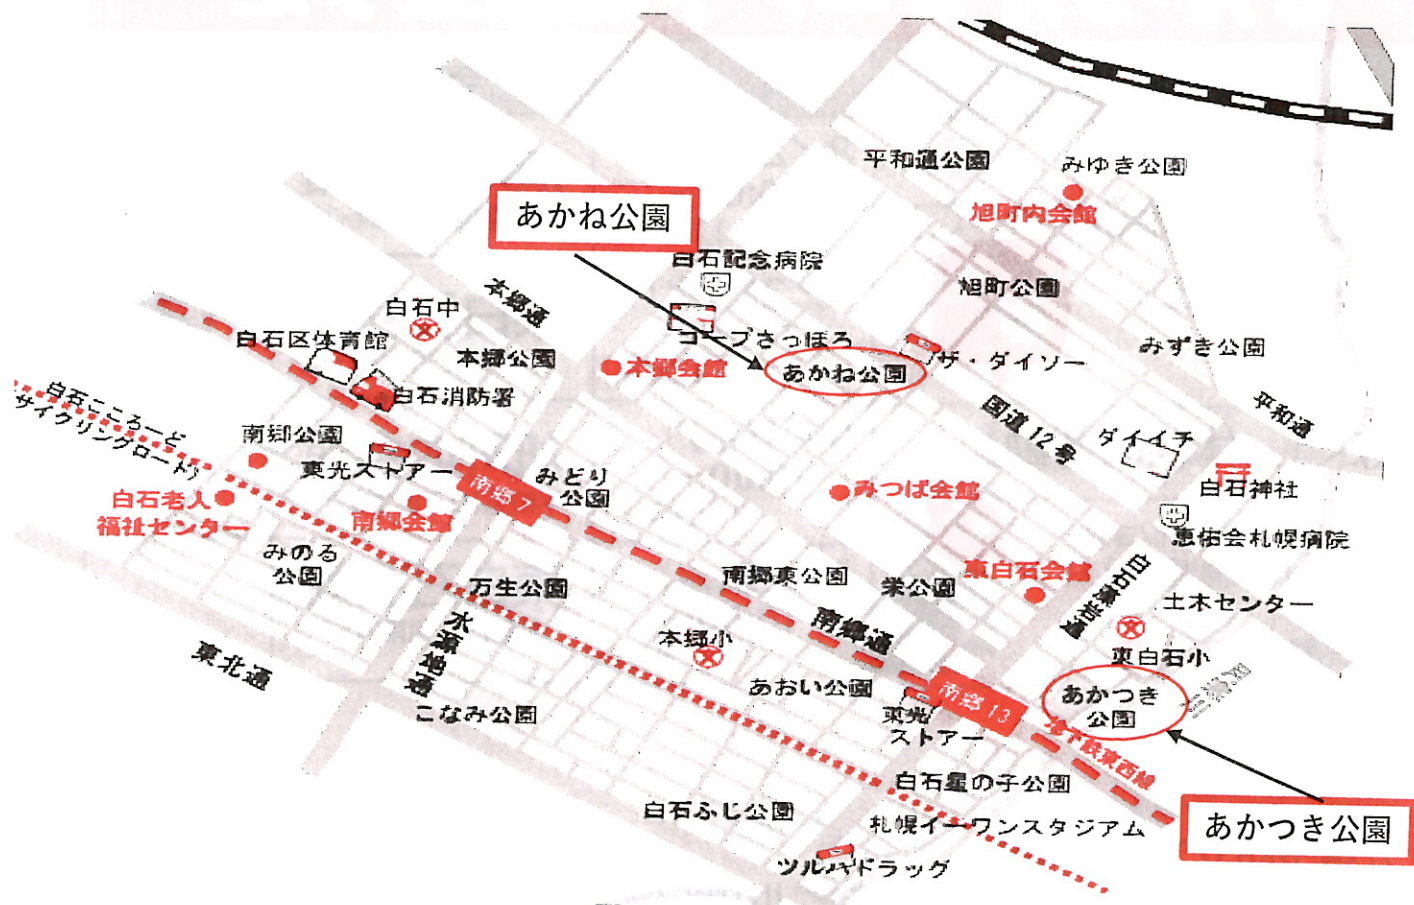 平和通公園
みゆき公園
旭町内会館
あかね公園
白石記念病院
旭町公園
本郷通
白石中
コープさっぽろ
みずき公園
白石区体育館
本郷公園
本郷会館
あかね公園
ザ・ダイソー
白石消防署
白石こころーど
サイクリングロード
国道12号
平和通
ダイイチ
南郷公園
東光ストアー
南郷7
みどり
公園
みつば会館
白石神社
白石老人
福祉センター
南郷会館
恵佑会札幌病院
みのる
公園
万生公園
南郷東公園
栄公園
東白石会館
白石藻岩通
土木センター
水源地通
南郷通
本郷小
東白石小
東北通
こなみ公園
あおい公園
東光
ストアー
南郷13
あかつき
公園
地下鉄東西線
白石星の子公園
白石ふじ公園
札幌イーワンスタジアム
あかつき公園
ツルハドラッグ